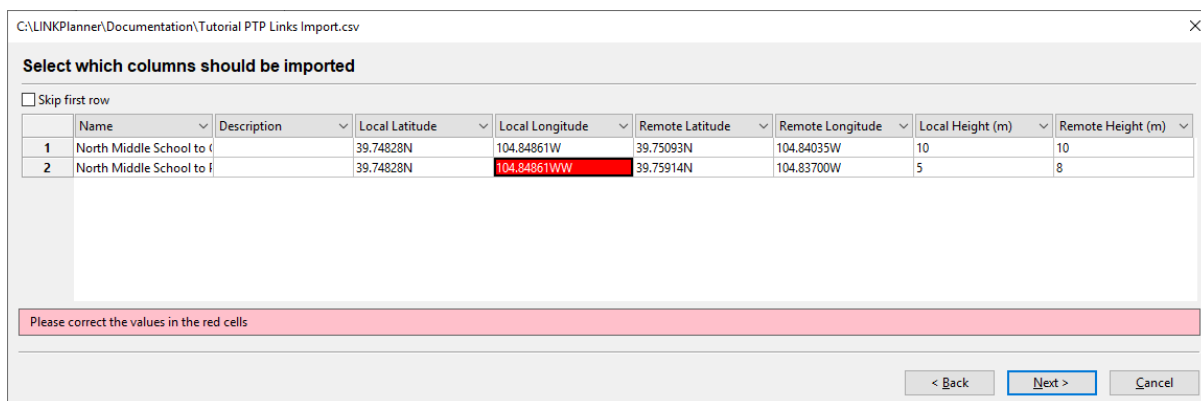 C:\LINKPlanner\Documentation\Tutorial PTP Links Import.csv
Select which columns should be imported
Skip first row
Name Description Local Latitude Local Longitude Remote Latitude Remote Longitude Local Height (m) Remote Height (m)
1 North Middle School to 39.74828N 104.84861W 39.75093N 104.84035W 10 10
2 North Middle School to 39.74828N 104.84861WW 39.75914N 104.83700W 5 8
Please correct the values in the red cells
< Back Next > Cancel